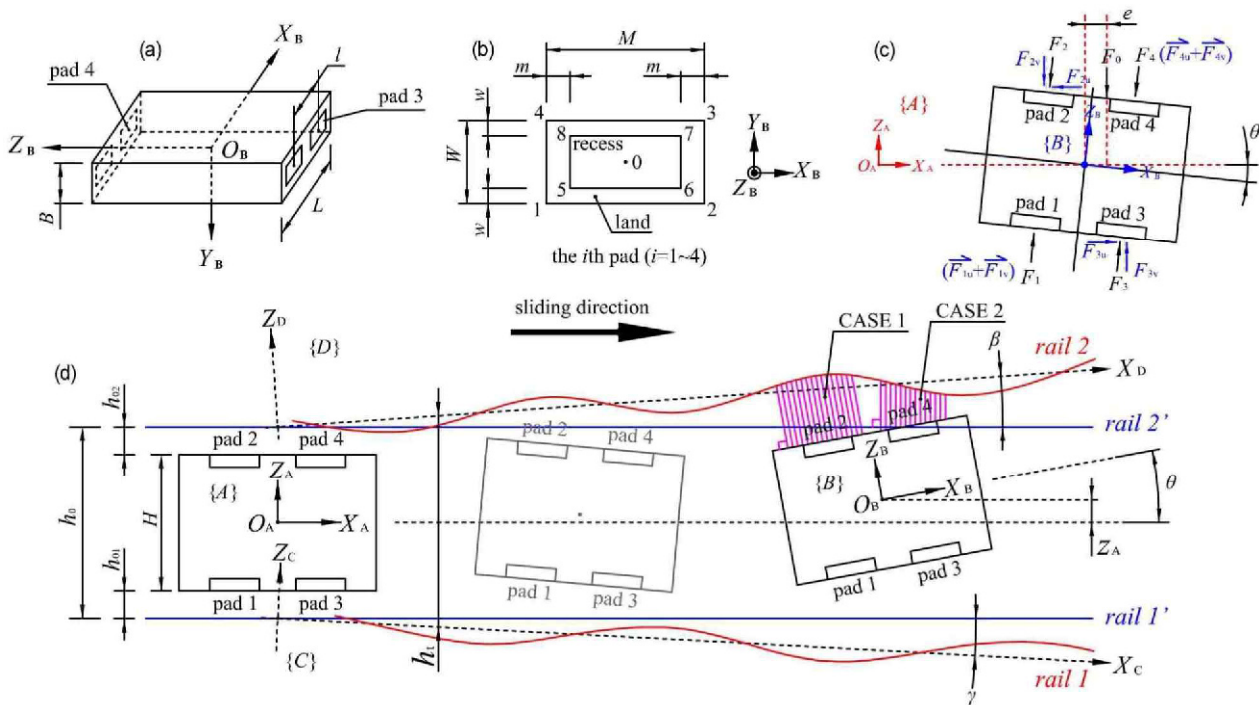 (a)
X_B
pad 4
l
pad 3
Z_B
O_B
B
L
Y_B
(b)
M
m
m
w
4
3
8
7
W
recess
0
5
6
1
2
w
land
the ith pad (i=1~4)
Y_B
Z_B
X_B
(c)
e
F_2v
F_2
F_0
F_4
(F_4u+F_4v)
F_2u
{A}
pad 2
pad 4
Z_A
O_A
X_A
{B}
Z_B
X_B
θ
pad 1
pad 3
(F_1u+F_1v)
F_1
F_3u
F_3
F_3v
sliding direction
(d)
Z_D
{D}
CASE 1
CASE 2
β
rail 2
X_D
h_02
pad 2
pad 4
pad 2
pad 4
pad 2
pad 4
rail 2'
h_0
H
{A}
Z_A
O_A
X_A
{B}
Z_B
O_B
X_B
θ
z_A
h_01
Z_C
pad 1
pad 3
pad 1
pad 3
pad 1
pad 3
rail 1'
{C}
h_t
γ
rail 1
X_C